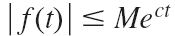 |f(t)| ≤ Me^{ct}